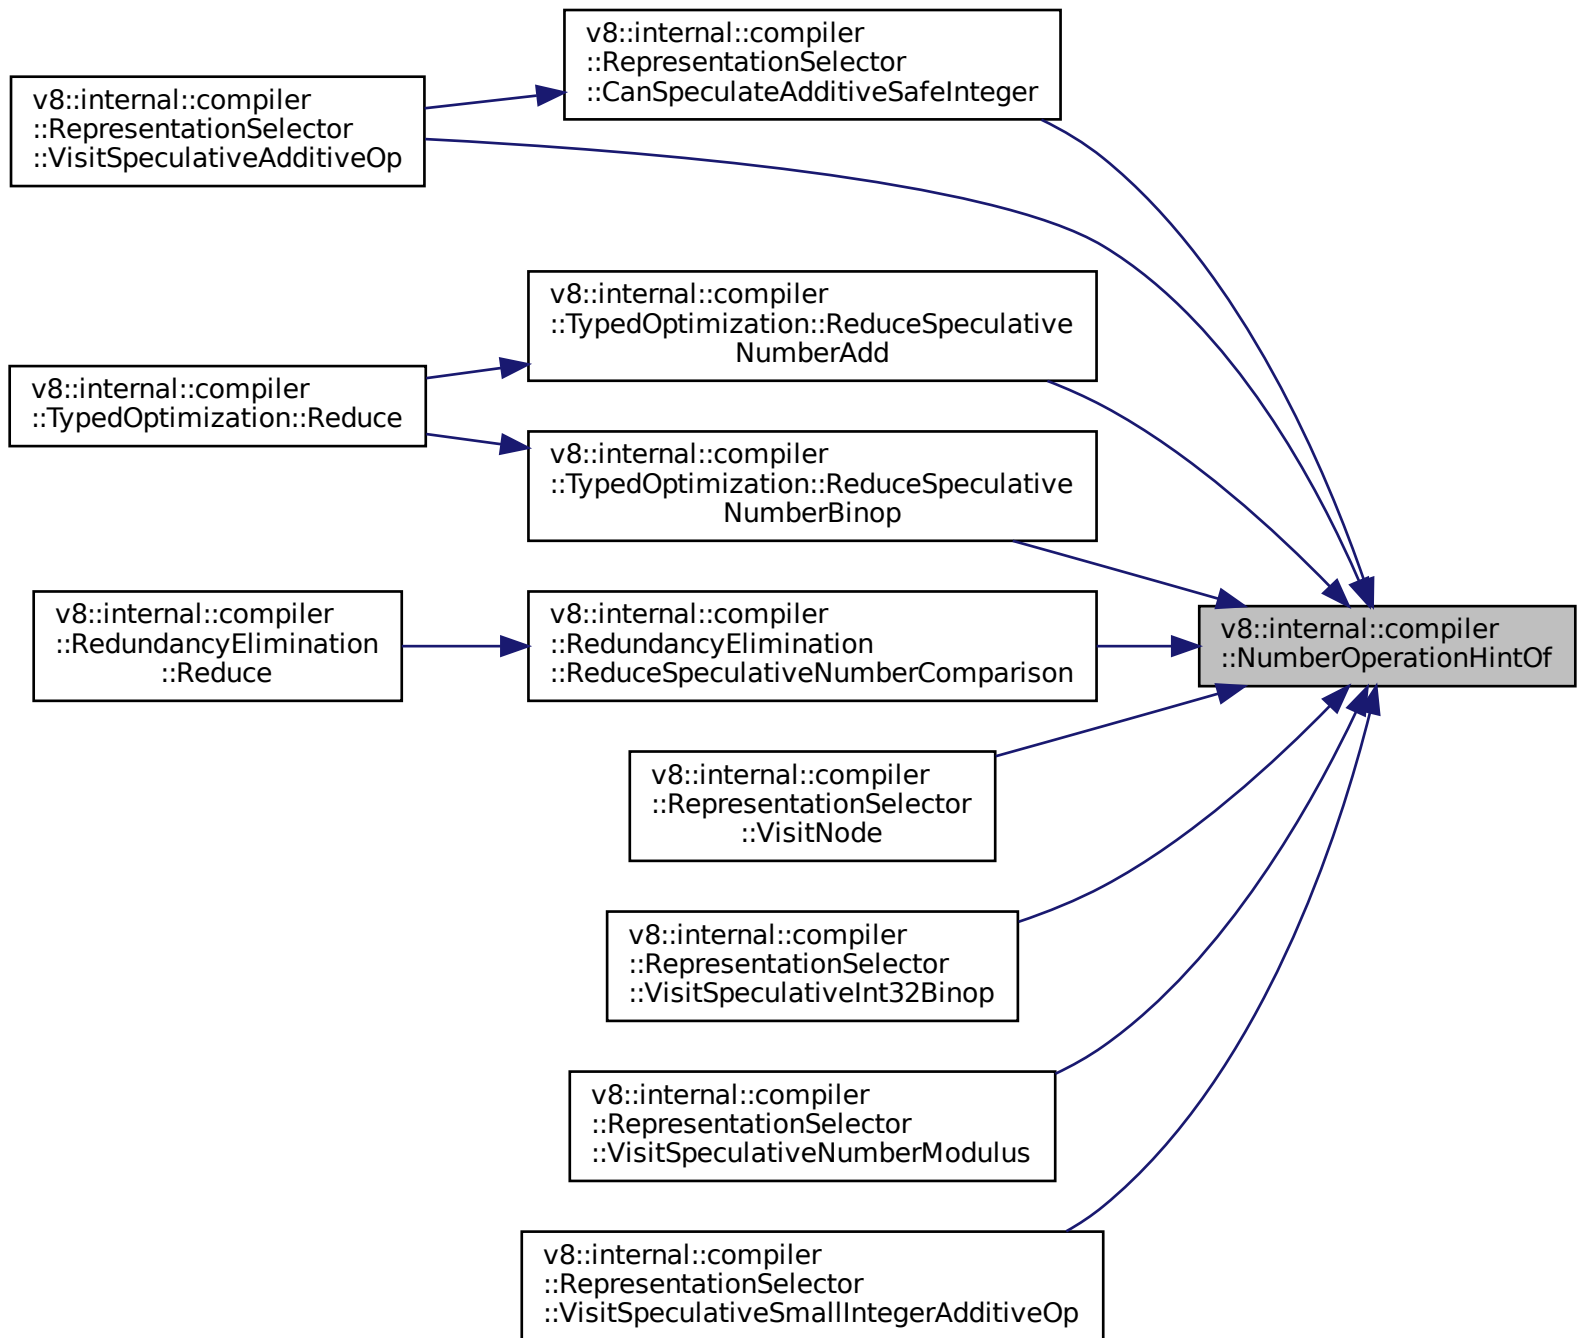 v8::internal::compiler
::RepresentationSelector
::CanSpeculateAdditiveSafeInteger
v8::internal::compiler
::RepresentationSelector
::VisitSpeculativeAdditiveOp
v8::internal::compiler
::TypedOptimization::ReduceSpeculative
NumberAdd
v8::internal::compiler
::TypedOptimization::Reduce
v8::internal::compiler
::TypedOptimization::ReduceSpeculative
NumberBinop
v8::internal::compiler
::RedundancyElimination
::Reduce
v8::internal::compiler
::RedundancyElimination
::ReduceSpeculativeNumberComparison
v8::internal::compiler
::NumberOperationHintOf
v8::internal::compiler
::RepresentationSelector
::VisitNode
v8::internal::compiler
::RepresentationSelector
::VisitSpeculativeInt32Binop
v8::internal::compiler
::RepresentationSelector
::VisitSpeculativeNumberModulus
v8::internal::compiler
::RepresentationSelector
::VisitSpeculativeSmallIntegerAdditiveOp